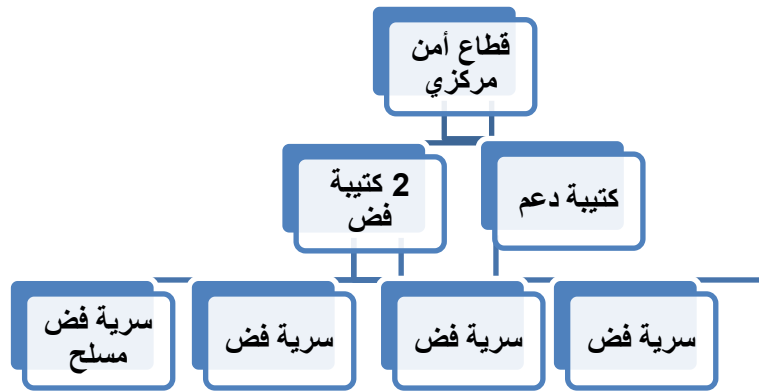 قطاع أمن
مركزي
2 كتيبة
فض
كتيبة دعم
سرية فض
مسلح
سرية فض
سرية فض
سرية فض